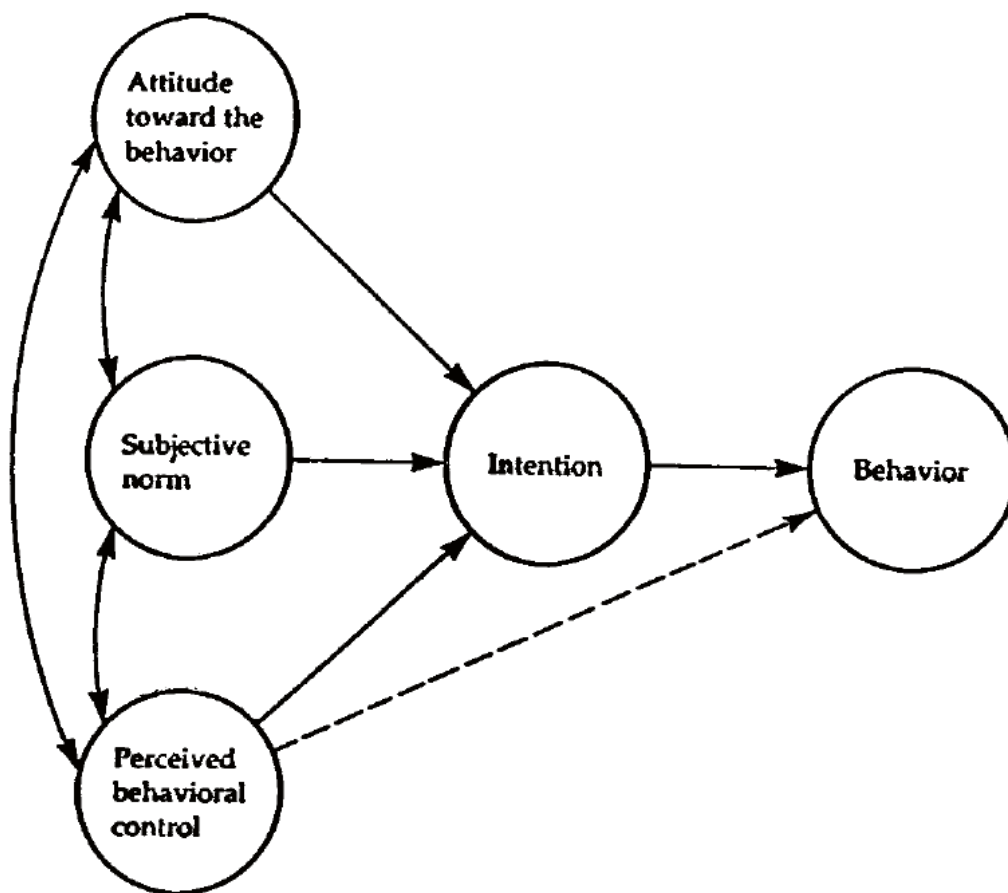 Attitude
toward the
behavior
Subjective
norm
Intention
Behavior
Perceived
behavioral
control